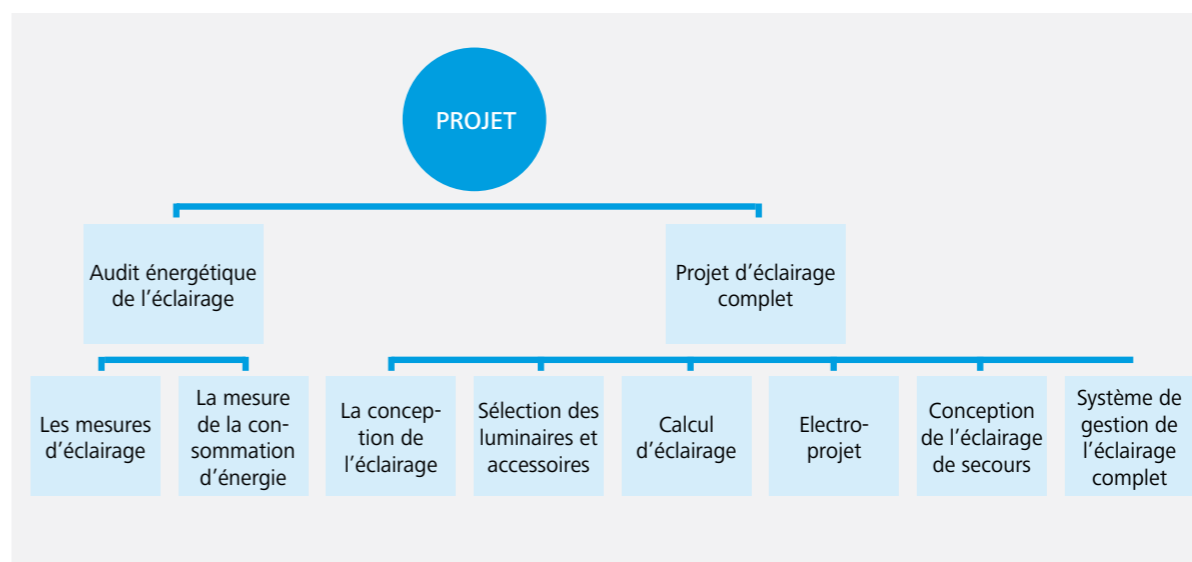 PROJET
Audit énergétique
de l’éclairage
Projet d’éclairage
complet
Les mesures
d’éclairage
La mesure
de la con-
sommation
d’énergie
La concep-
tion de
l’éclairage
Sélection des
luminaires et
accessoires
Calcul
d’éclairage
Electro-
projet
Conception
de l’éclairage
de secours
Système de
gestion de
l’éclairage
complet